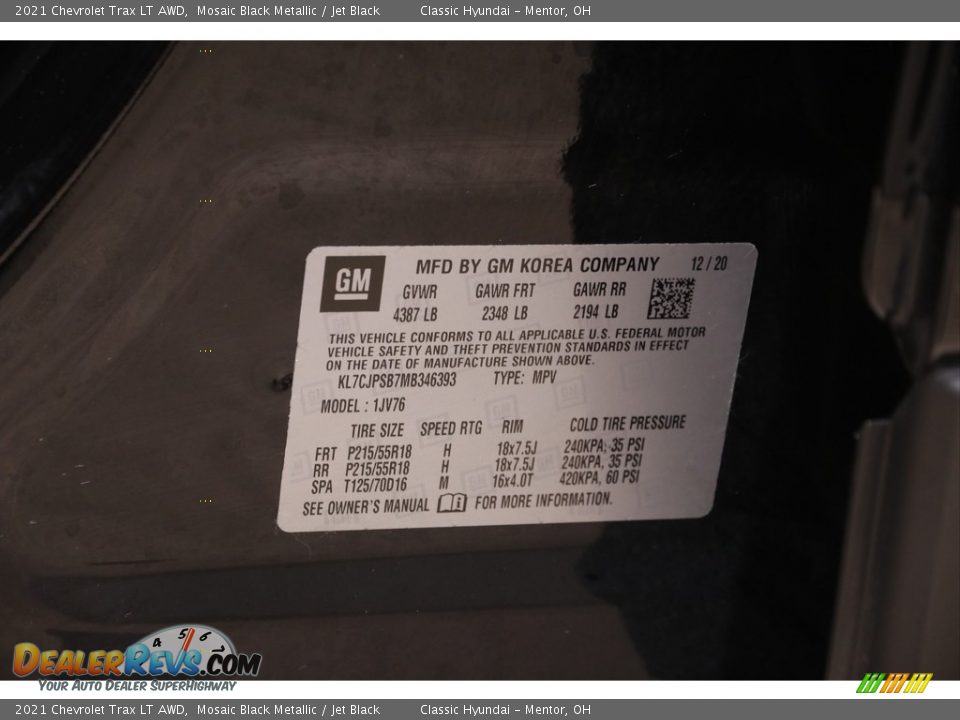 2021 Chevrolet Trax LT AWD, Mosaic Black Metallic / Jet Black Classic Hyundai - Mentor, OH
GM MFD BY GM KOREA COMPANY 12 / 20
GVWR GAWR FRT GAWR RR
4387 LB 2348 LB 2194 LB
THIS VEHICLE CONFORMS TO ALL APPLICABLE U.S. FEDERAL MOTOR
VEHICLE SAFETY AND THEFT PREVENTION STANDARDS IN EFFECT
ON THE DATE OF MANUFACTURE SHOWN ABOVE.
KL7CJPSB7MB346393 TYPE: MPV
MODEL : 1JV76
TIRE SIZE SPEED RTG RIM COLD TIRE PRESSURE
FRT P215/55R18 H 18x7.5J 240KPA, 35 PSI
RR P215/55R18 H 18x7.5J 240KPA, 35 PSI
SPA T125/70D16 M 16x4.0T 420KPA, 60 PSI
SEE OWNER'S MANUAL FOR MORE INFORMATION.
4 5 6
DealerRevs.com
Your Auto Dealer SuperHighway
2021 Chevrolet Trax LT AWD, Mosaic Black Metallic / Jet Black Classic Hyundai - Mentor, OH